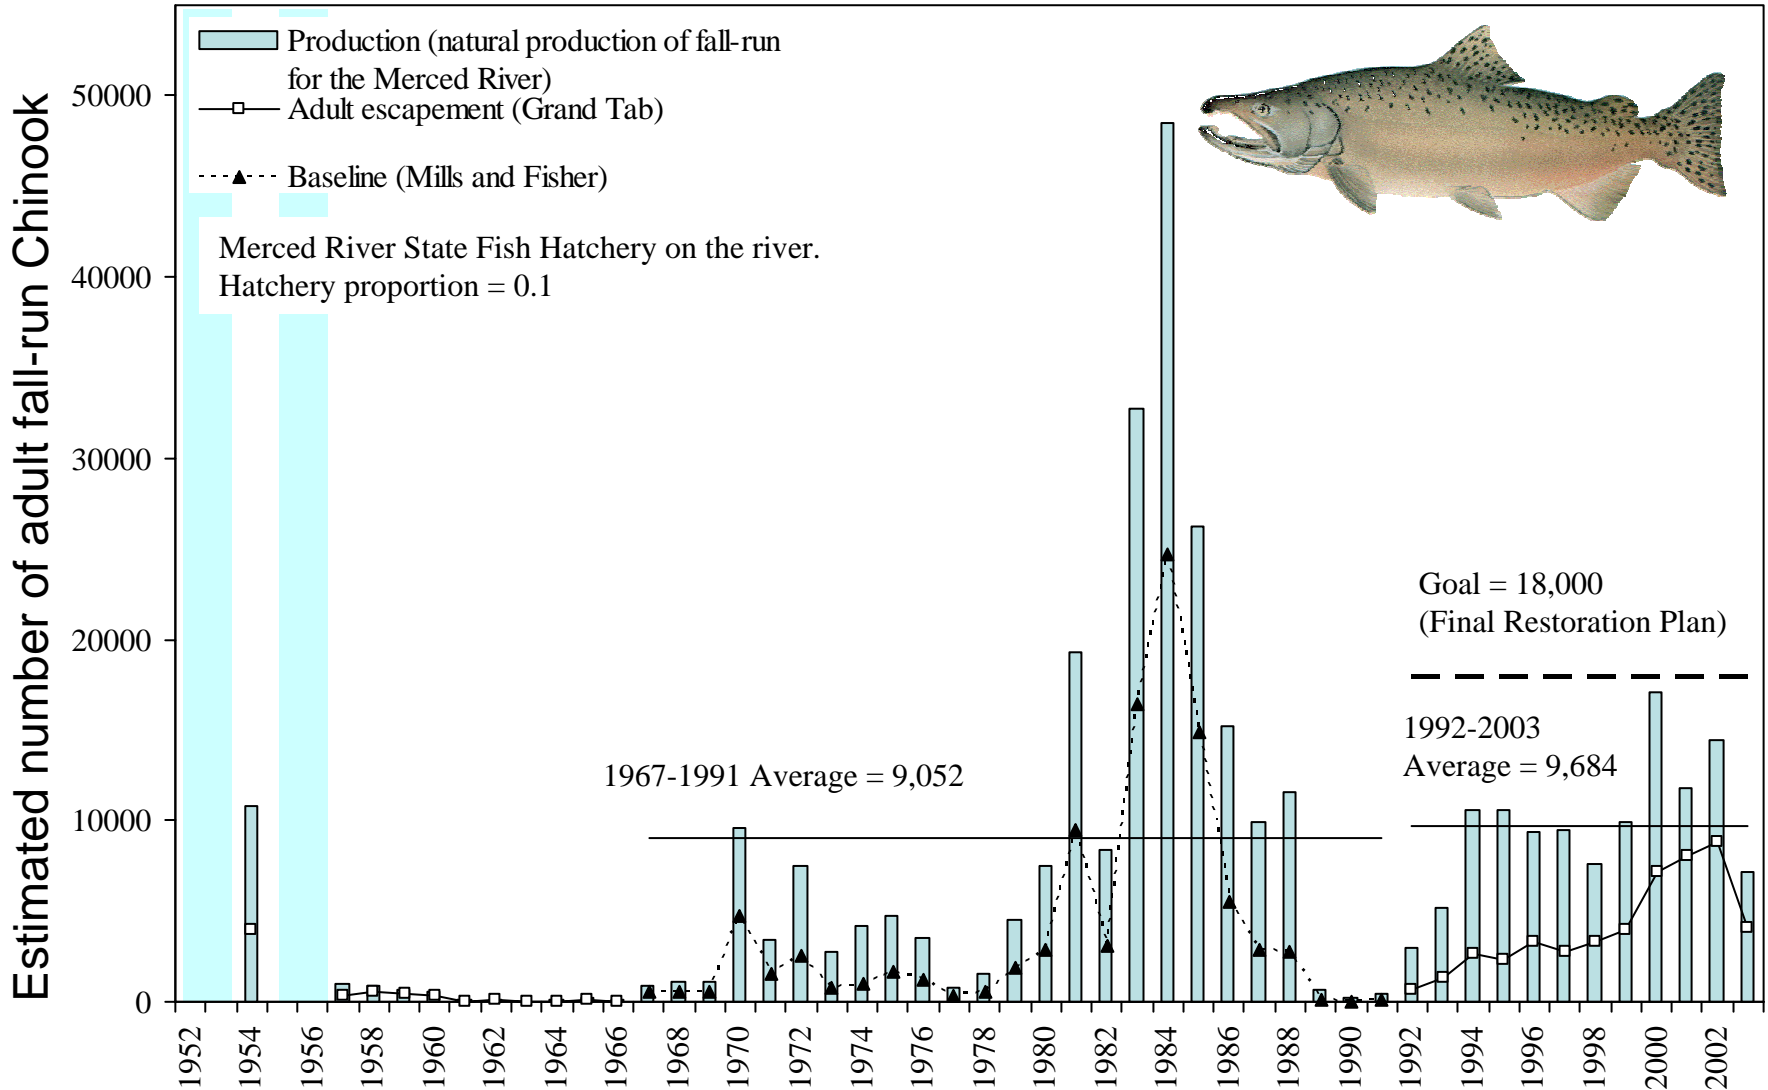 Estimated number of adult fall-run Chinook
Production (natural production of fall-run
for the Merced River)
Adult escapement (Grand Tab)
Baseline (Mills and Fisher)
Merced River State Fish Hatchery on the river.
Hatchery proportion = 0.1
50000
40000
30000
20000
10000
0
Goal = 18,000
(Final Restoration Plan)
1992-2003
Average = 9,684
1967-1991 Average = 9,052
1952 1954 1956 1958 1960 1962 1964 1966 1968 1970 1972 1974 1976 1978 1980 1982 1984 1986 1988 1990 1992 1994 1996 1998 2000 2002